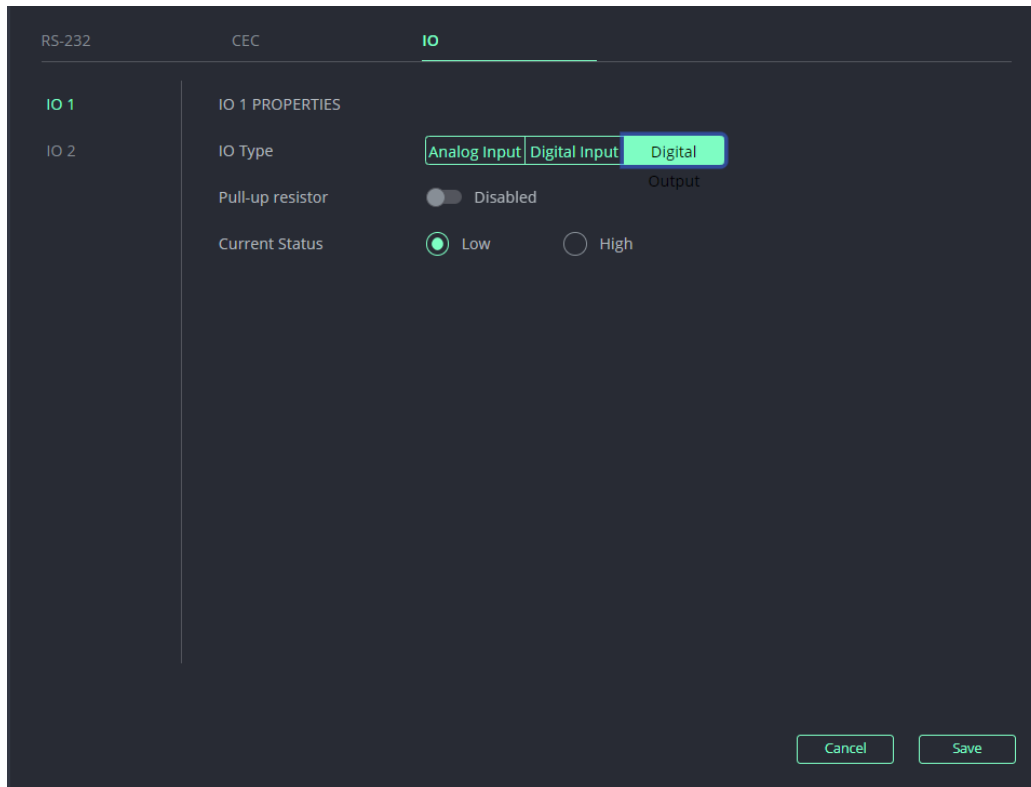 RS-232 CEC IO
IO 1 IO 1 PROPERTIES
IO 2 IO Type Analog Input Digital Input Digital
Output
Pull-up resistor Disabled
Current Status Low High
Cancel Save